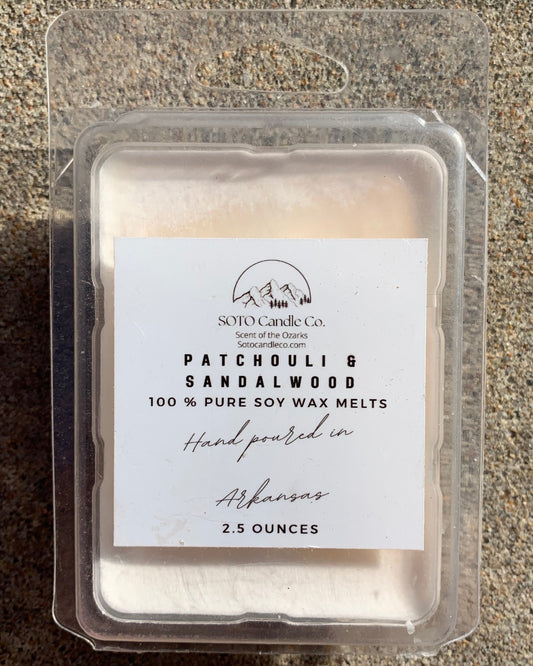 SOTO Candle Co.
Scent of the Ozarks
Sotocandleco.com
PATCHOULI &
SANDALWOOD
100 % PURE SOY WAX MELTS
Hand poured in
Arkansas
2.5 OUNCES